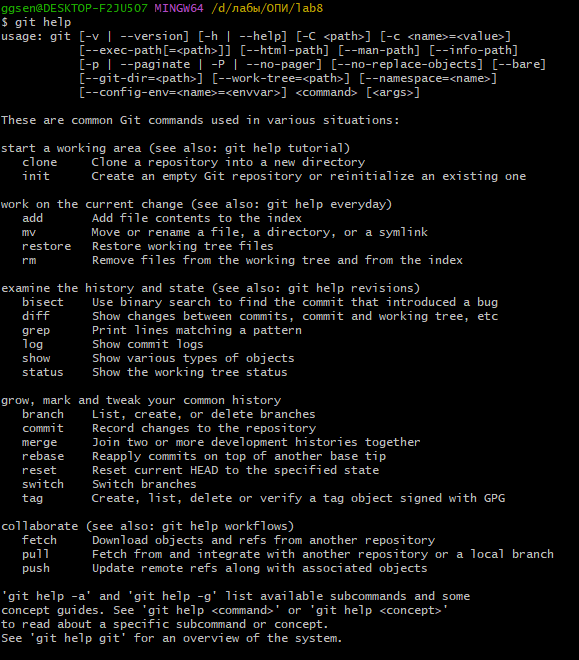 ggsen@DESKTOP-F2JU5O7 MINGW64 /d/лабы/ОПИ/lab8
$ git help
usage: git [-v | --version] [-h | --help] [-C <path>] [-c <name>=<value>]
           [--exec-path[=<path>]] [--html-path] [--man-path] [--info-path]
           [-p | --paginate | -P | --no-pager] [--no-replace-objects] [--bare]
           [--git-dir=<path>] [--work-tree=<path>] [--namespace=<name>]
           [--config-env=<name>=<envvar>] <command> [<args>]

These are common Git commands used in various situations:

start a working area (see also: git help tutorial)
   clone     Clone a repository into a new directory
   init      Create an empty Git repository or reinitialize an existing one

work on the current change (see also: git help everyday)
   add       Add file contents to the index
   mv        Move or rename a file, a directory, or a symlink
   restore   Restore working tree files
   rm        Remove files from the working tree and from the index

examine the history and state (see also: git help revisions)
   bisect    Use binary search to find the commit that introduced a bug
   diff      Show changes between commits, commit and working tree, etc
   grep      Print lines matching a pattern
   log       Show commit logs
   show      Show various types of objects
   status    Show the working tree status

grow, mark and tweak your common history
   branch    List, create, or delete branches
   commit    Record changes to the repository
   merge     Join two or more development histories together
   rebase    Reapply commits on top of another base tip
   reset     Reset current HEAD to the specified state
   switch    Switch branches
   tag       Create, list, delete or verify a tag object signed with GPG

collaborate (see also: git help workflows)
   fetch     Download objects and refs from another repository
   pull      Fetch from and integrate with another repository or a local branch
   push      Update remote refs along with associated objects

'git help -a' and 'git help -g' list available subcommands and some
concept guides. See 'git help <command>' or 'git help <concept>'
to read about a specific subcommand or concept.
See 'git help git' for an overview of the system.